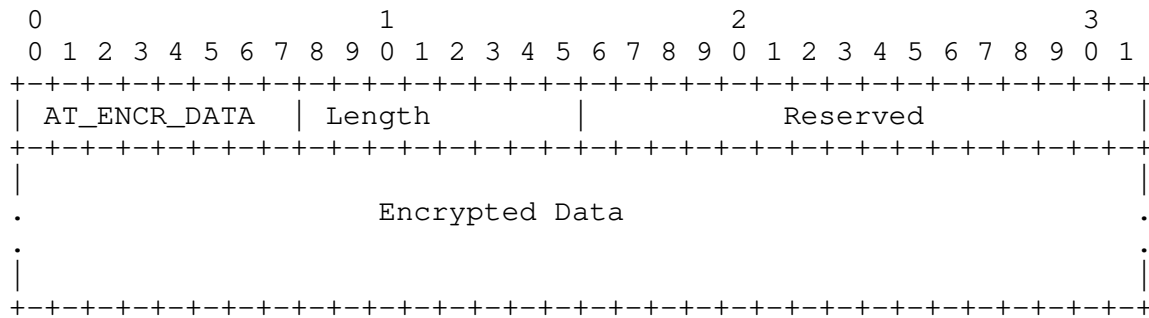 0                   1                   2                   3
 0 1 2 3 4 5 6 7 8 9 0 1 2 3 4 5 6 7 8 9 0 1 2 3 4 5 6 7 8 9 0 1
+-+-+-+-+-+-+-+-+-+-+-+-+-+-+-+-+-+-+-+-+-+-+-+-+-+-+-+-+-+-+-+-+
| AT_ENCR_DATA  | Length        |           Reserved            |
+-+-+-+-+-+-+-+-+-+-+-+-+-+-+-+-+-+-+-+-+-+-+-+-+-+-+-+-+-+-+-+-+
|                                                               |
.                    Encrypted Data                             .
.                                                               .
|                                                               |
+-+-+-+-+-+-+-+-+-+-+-+-+-+-+-+-+-+-+-+-+-+-+-+-+-+-+-+-+-+-+-+-+